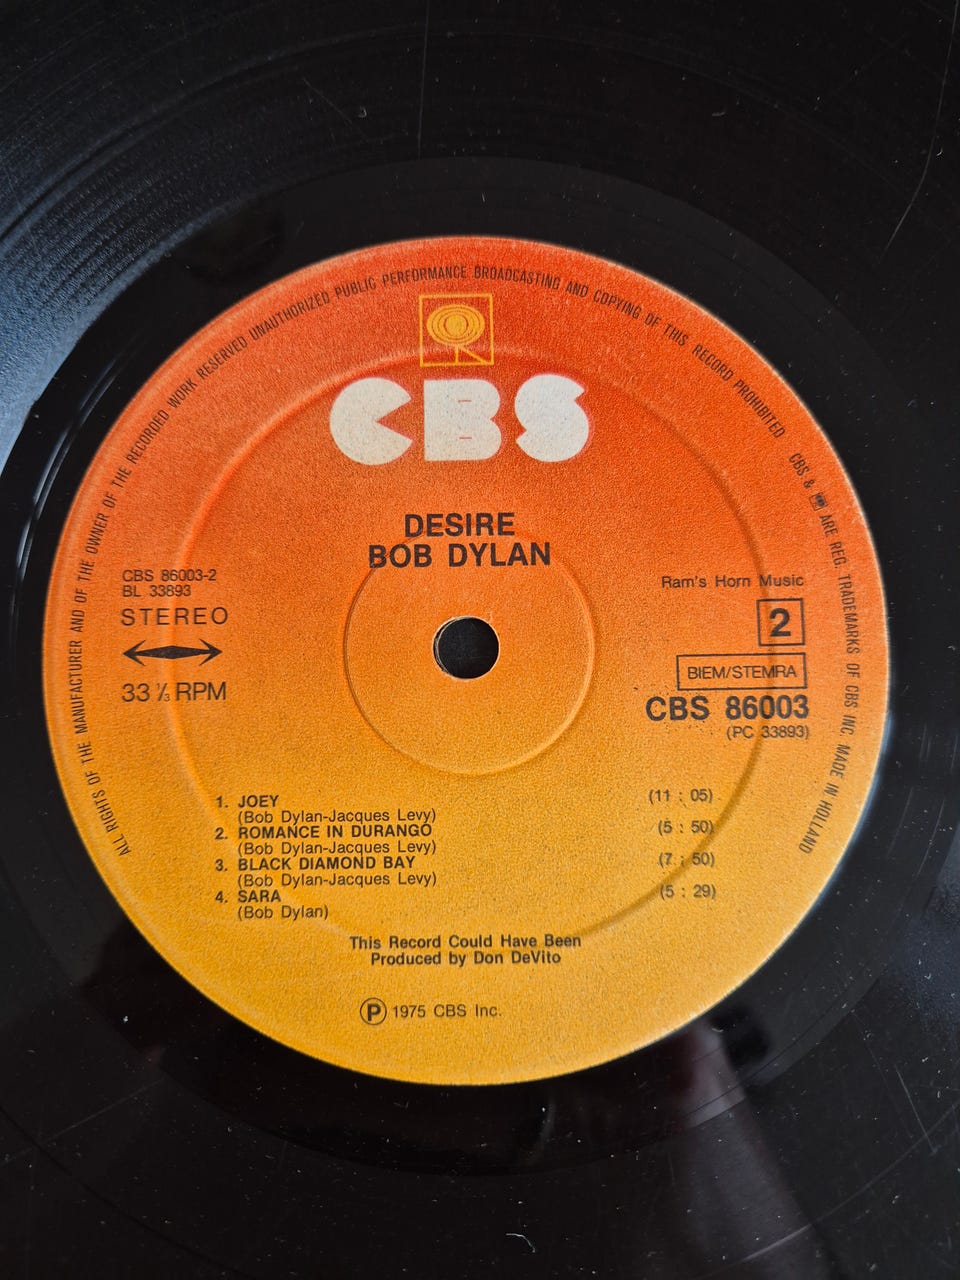 ALL RIGHTS OF THE MANUFACTURER AND OF THE OWNER OF THE RECORDED WORK RESERVED UNAUTHORIZED PUBLIC PERFORMANCE BROADCASTING AND COPYING OF THIS RECORD PROHIBITED
CBS & ARE REG. TRADEMARKS OF CBS INC. MADE IN HOLLAND
CBS
DESIRE
BOB DYLAN
CBS 86003-2
BL 33893
STEREO
33 ⅓ RPM
Ram's Horn Music
2
BIEM/STEMRA
CBS 86003
(PC 33893)
1. JOEY (11 : 05)
(Bob Dylan-Jacques Levy)
2. ROMANCE IN DURANGO (5 : 50)
(Bob Dylan-Jacques Levy)
3. BLACK DIAMOND BAY (7 : 50)
(Bob Dylan-Jacques Levy)
4. SARA (5 : 29)
(Bob Dylan)
This Record Could Have Been
Produced by Don DeVito
Ⓟ 1975 CBS Inc.